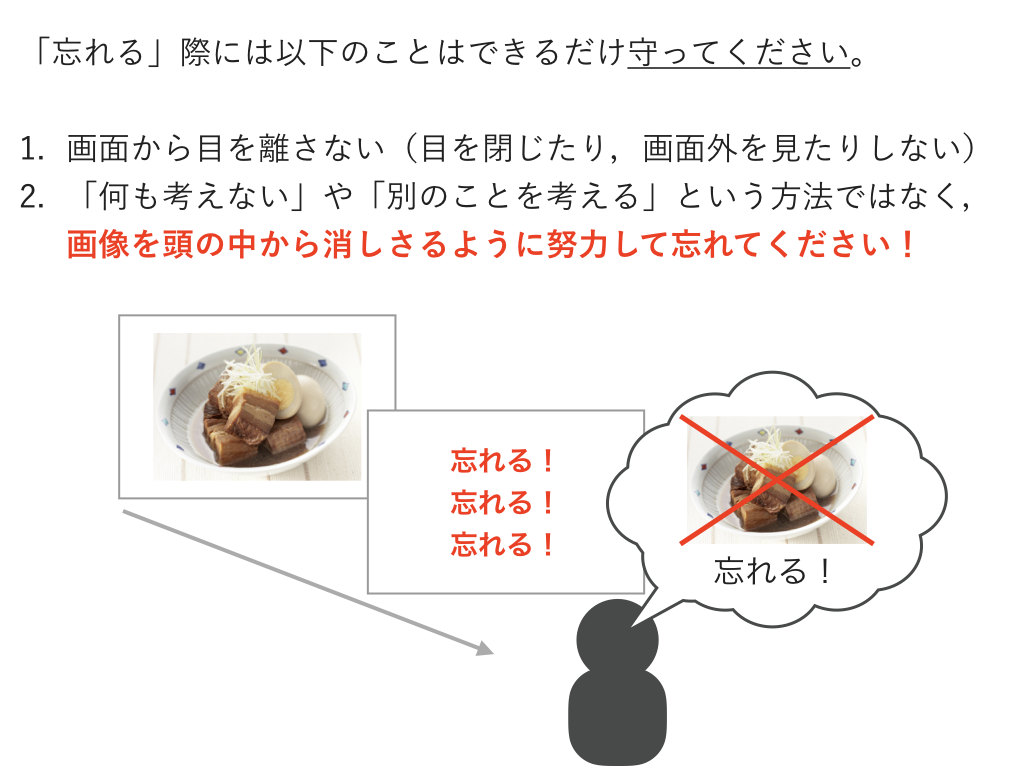 「忘れる」際には以下のことはできるだけ守ってください。
1. 画面から目を離さない（目を閉じたり，画面外を見たりしない）
2. 「何も考えない」や「別のことを考える」という方法ではなく，
画像を頭の中から消しさるように努力して忘れてください！
忘れる！
忘れる！
忘れる！
忘れる！